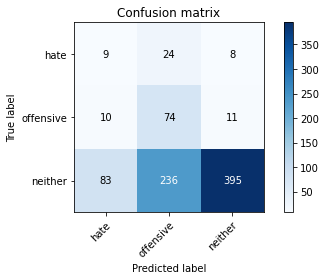 Confusion matrix
hate 9 24 8
offensive 10 74 11
neither 83 236 395
hate offensive neither
True label
Predicted label
350
300
250
200
150
100
50